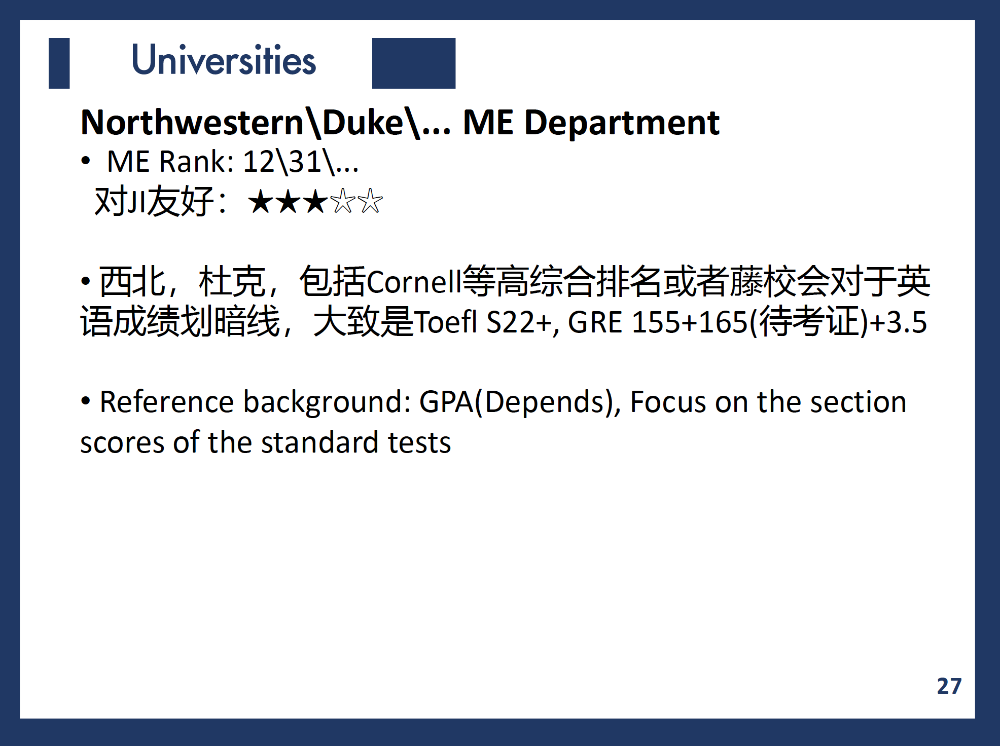 Universities
Northwestern\Duke\... ME Department
• ME Rank: 12\31\...
对JI友好：★★★☆☆
• 西北，杜克，包括Cornell等高综合排名或者藤校会对于英
语成绩划暗线，大致是Toefl S22+, GRE 155+165(待考证)+3.5
• Reference background: GPA(Depends), Focus on the section
scores of the standard tests
27